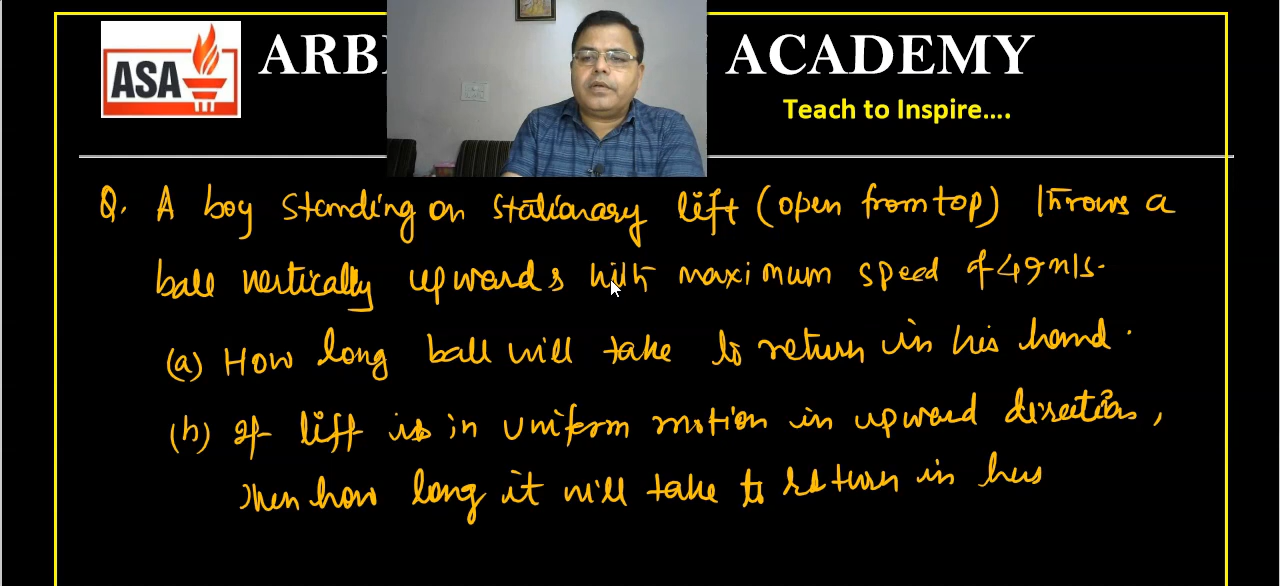 ASA
ARB ACADEMY
Teach to Inspire....
Q. A boy standing on stationary lift (open from top) throws a
ball vertically upwards with maximum speed of 49 m/s.
(a) How long ball will take to return in his hand.
(b) If lift is in uniform motion in upward direction,
then how long it will take to return in his